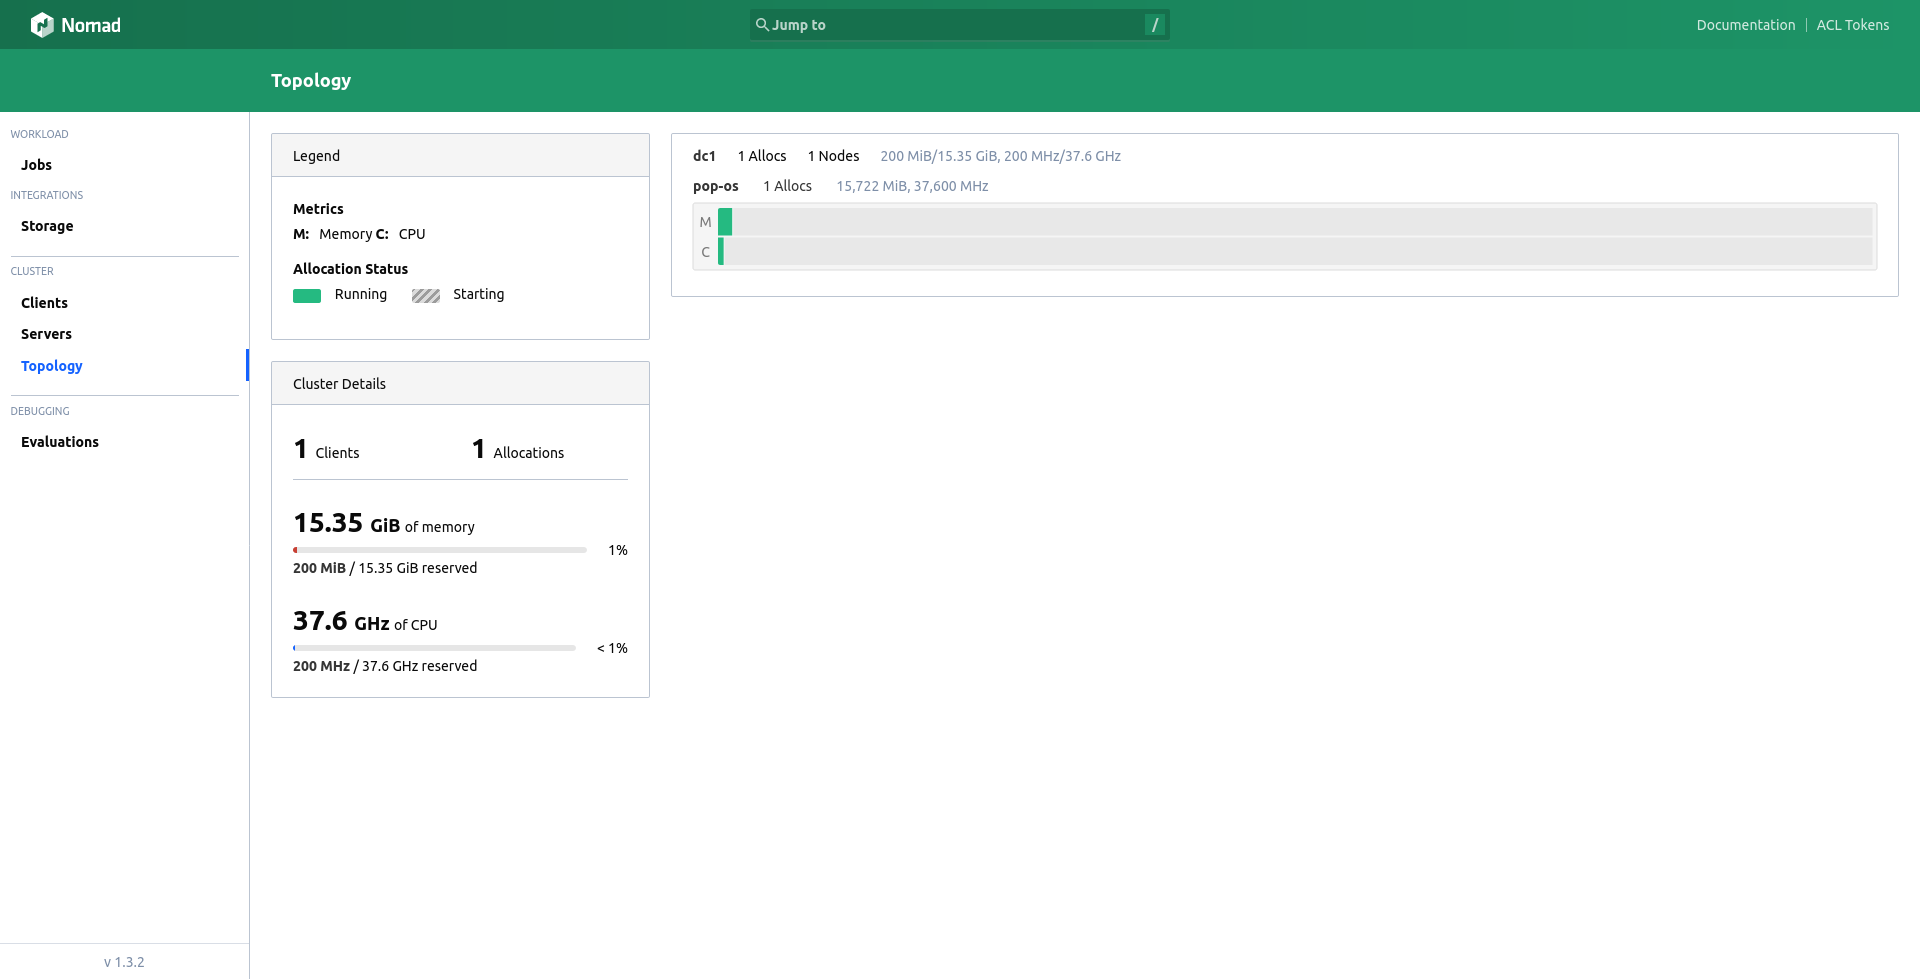 Nomad
Jump to /
Documentation | ACL Tokens
Topology
WORKLOAD
Jobs
INTEGRATIONS
Storage
CLUSTER
Clients
Servers
Topology
DEBUGGING
Evaluations
v 1.3.2
Legend
Metrics
M: Memory C: CPU
Allocation Status
Running Starting
Cluster Details
1 Clients 1 Allocations
15.35 GiB of memory
1%
200 MiB / 15.35 GiB reserved
37.6 GHz of CPU
< 1%
200 MHz / 37.6 GHz reserved
dc1 1 Allocs 1 Nodes 200 MiB/15.35 GiB, 200 MHz/37.6 GHz
pop-os 1 Allocs 15,722 MiB, 37,600 MHz
M
C